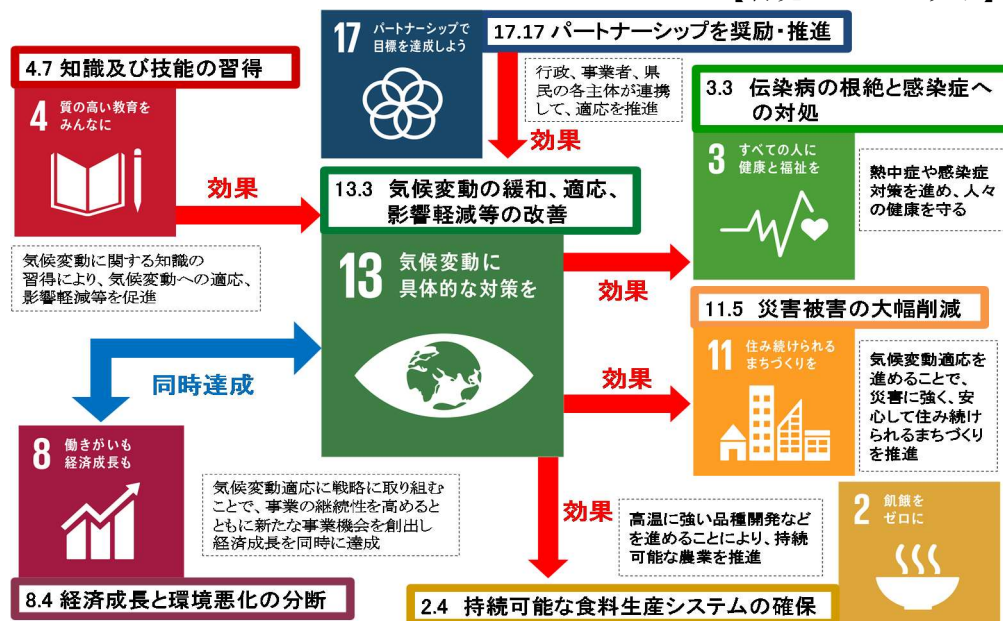 17 パートナーシップで
目標を達成しよう
17.17 パートナーシップを奨励・推進
行政、事業者、県
民の各主体が連携
して、適応を推進
効果
4.7 知識及び技能の習得
4 質の高い教育を
みんなに
効果
気候変動に関する知識の
習得により、気候変動への適応、
影響軽減等を促進
3.3 伝染病の根絶と感染症へ
の対処
3 すべての人に
健康と福祉を
熱中症や感染症
対策を進め、人々
の健康を守る
13.3 気候変動の緩和、適応、
影響軽減等の改善
13 気候変動に
具体的な対策を
効果
11.5 災害被害の大幅削減
11 住み続けられる
まちづくりを
効果
気候変動適応を
進めることで、
災害に強く、安
心して住み続け
られるまちづくり
を推進
同時達成
8 働きがいも
経済成長も
気候変動適応に戦略に取り組む
ことで、事業の継続性を高めると
ともに新たな事業機会を創出し
経済成長を同時に達成
8.4 経済成長と環境悪化の分断
効果
高温に強い品種開発など
を進めることにより、持続
可能な農業を推進
2 飢餓を
ゼロに
2.4 持続可能な食料生産システムの確保